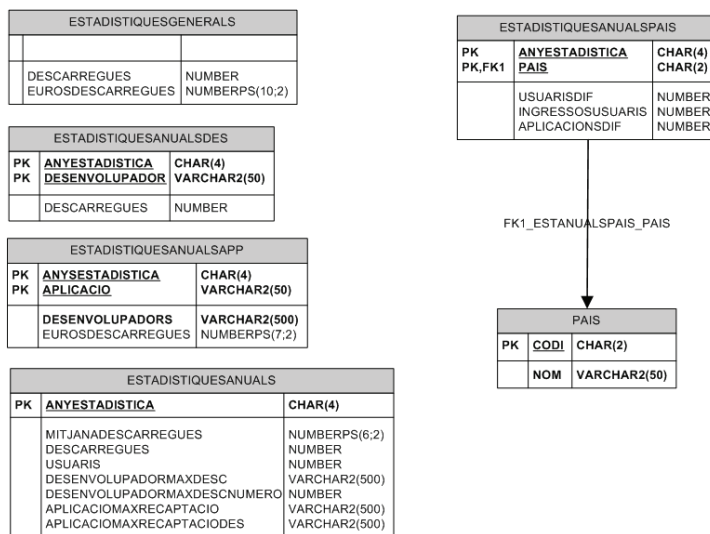 ESTADISTIQUESGENERALS
DESCARREGUES NUMBER
EUROSDESCARREGUES NUMBERPS(10;2)
ESTADISTIQUESANUALSDES
PK ANYESTADISTICA CHAR(4)
PK DESENVOLUPADOR VARCHAR2(50)
DESCARREGUES NUMBER
ESTADISTIQUESANUALSAPP
PK ANYSESTADISTICA CHAR(4)
PK APLICACIO VARCHAR2(50)
DESENVOLUPADORS VARCHAR2(500)
EUROSDESCARREGUES NUMBERPS(7;2)
ESTADISTIQUESANUALS
PK ANYESTADISTICA CHAR(4)
MITJANADESCARREGUES NUMBERPS(6;2)
DESCARREGUES NUMBER
USUARIS NUMBER
DESENVOLUPADORMAXDESC VARCHAR2(500)
DESENVOLUPADORMAXDESCNUMERO NUMBER
APLICACIOMAXRECAPTACIO VARCHAR2(500)
APLICACIOMAXRECAPTACIODES VARCHAR2(500)
ESTADISTIQUESANUALSPAIS
PK ANYESTADISTICA CHAR(4)
PK,FK1 PAIS CHAR(2)
USUARISDIF NUMBER
INGRESSOSUSUARIS NUMBER
APLICACIONSDIF NUMBER
FK1_ESTANUALSPAIS_PAIS
PAIS
PK CODI CHAR(2)
NOM VARCHAR2(50)